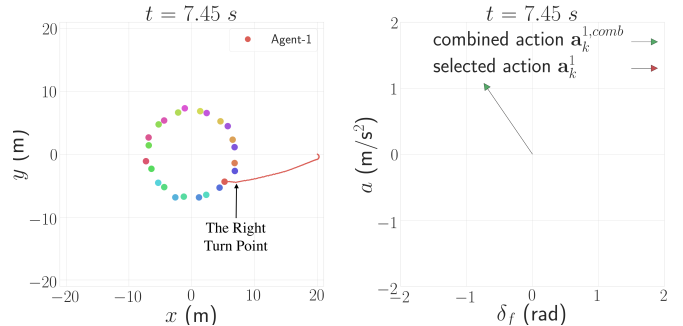 t = 7.45 s
20
10
0
−10
−20
y (m)
Agent-1
The Right
Turn Point
−20 −10 0 10 20
x (m)
t = 7.45 s
2
1
0
−1
−2
a (m/s²)
combined action a_k^{1,comb}
selected action a_k^1
−2 −1 0 1 2
δ_f (rad)